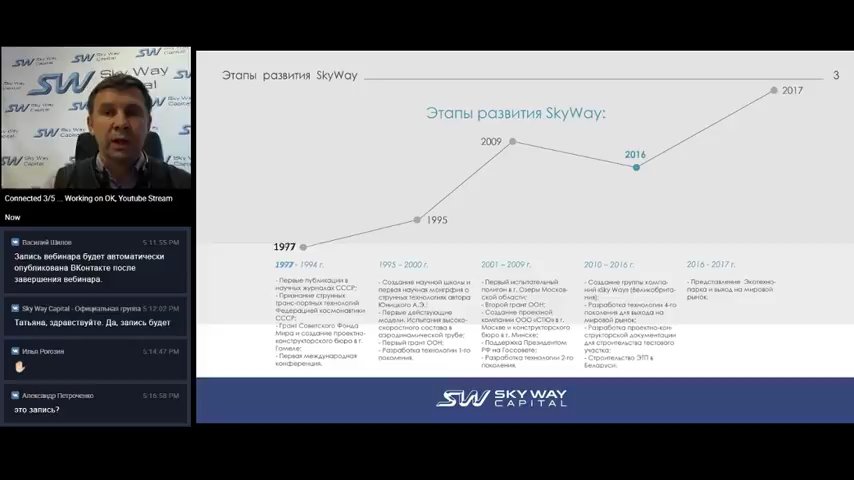 Sky Way
Capital
Connected 3/5 ... Working on OK, Youtube Stream
Now
Василий Шилов 5:11:55 PM
Запись вебинара будет автоматически
опубликована ВКонтакте после
завершения вебинара.
Sky Way Capital - Официальная группа 5:12:02 PM
Татьяна, здравствуйте. Да, запись будет
Илья Рогозин 5:14:47 PM
Александр Петроченко 5:16:58 PM
это запись?
Этапы развития SkyWay 3
Этапы развития SkyWay:
2017
2009
2016
1995
1977
1977 - 1994 г.
- Первые публикации в
научных журналах СССР;
- Признание струнных
транс-портных технологий
Федерацией космонавтики
СССР;
- Грант Советского Фонда
Мира и создание проектно-
конструкторского бюро в г.
Гомеле;
- Первая международная
конференция.
1995 – 2000 г.
- Создание научной школы и
первая научная монография о
струнных технологиях автора
Юницкого А.Э.;
- Первые действующие
модели. Испытания высоко-
скоростного состава в
аэродинамической трубе;
- Первый грант ООН;
- Разработка технологии 1-го
поколения.
2001 – 2009 г.
- Первый испытательный
полигон в г. Озеры Москов-
ской области;
- Второй грант ООН;
- Создание проектной
компании ООО «СТЮ» в г.
Москве и конструкторского
бюро в г. Минске;
- Поддержка Президентом
РФ на Госсовете;
- Разработка технологии 2-го
поколения.
2010 – 2016 г.
- Создание группы компа-
ний «Sky Way» (Великобрита-
ния);
- Разработка технологии 4-го
поколения для выхода на
мировой рынок;
- Разработка проектно-кон-
структорской документации
для строительства тестового
участка;
- Строительство ЭТП в
Беларуси.
2016 - 2017 г.
- Представление Экотехно-
парка и выход на мировой
рынок.
SKY WAY
CAPITAL